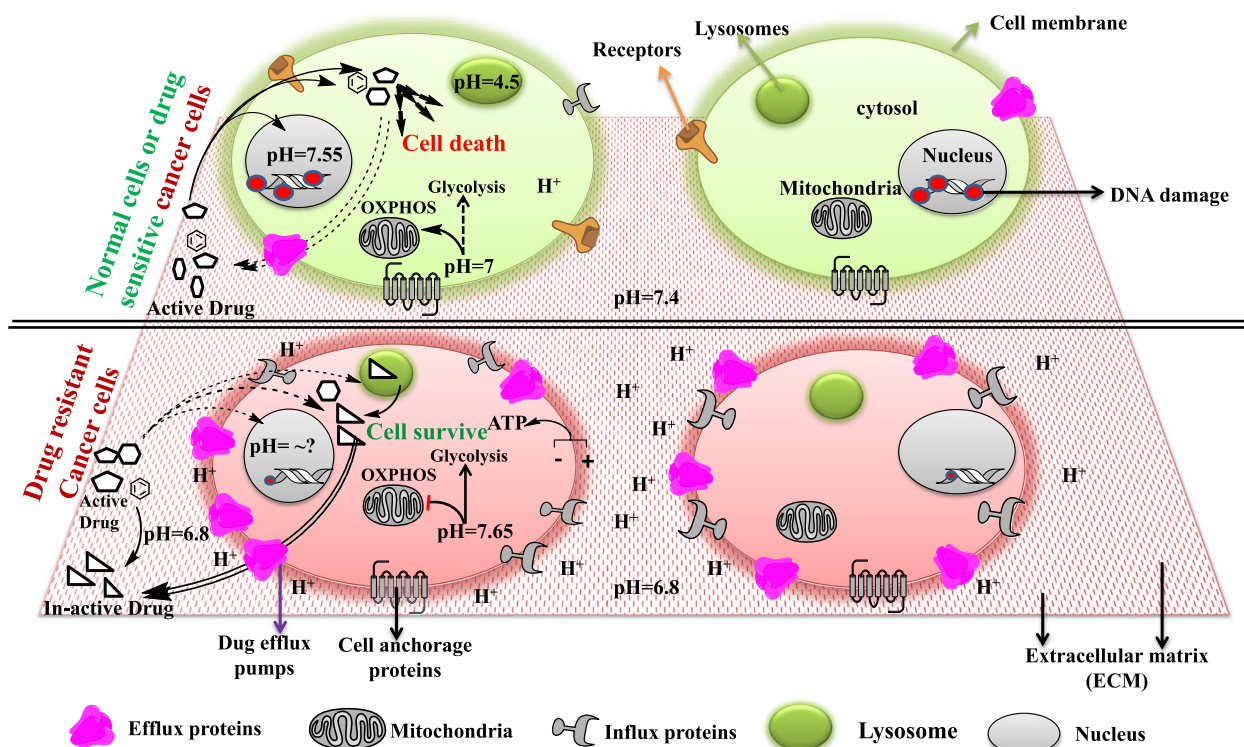 Normal cells or drug
sensitive cancer cells
Receptors
Lysosomes
Cell membrane
pH=4.5
cytosol
Cell death
pH=7.55
Nucleus
Glycolysis
H+
Mitochondria
OXPHOS
DNA damage
pH=7
Active Drug
pH=7.4
Drug resistant
Cancer cells
H+
H+
H+
H+
H+
H+
ATP
Cell survive
pH= ~?
Glycolysis
- +
OXPHOS
H+
H+
H+
H+
Active
Drug
pH=6.8
pH=7.65
H+
H+
H+
H+
H+
H+
H+
H+
pH=6.8
In-active Drug
Dug efflux
pumps
Cell anchorage
proteins
Extracellular matrix
(ECM)
Efflux proteins
Mitochondria
Influx proteins
Lysosome
Nucleus